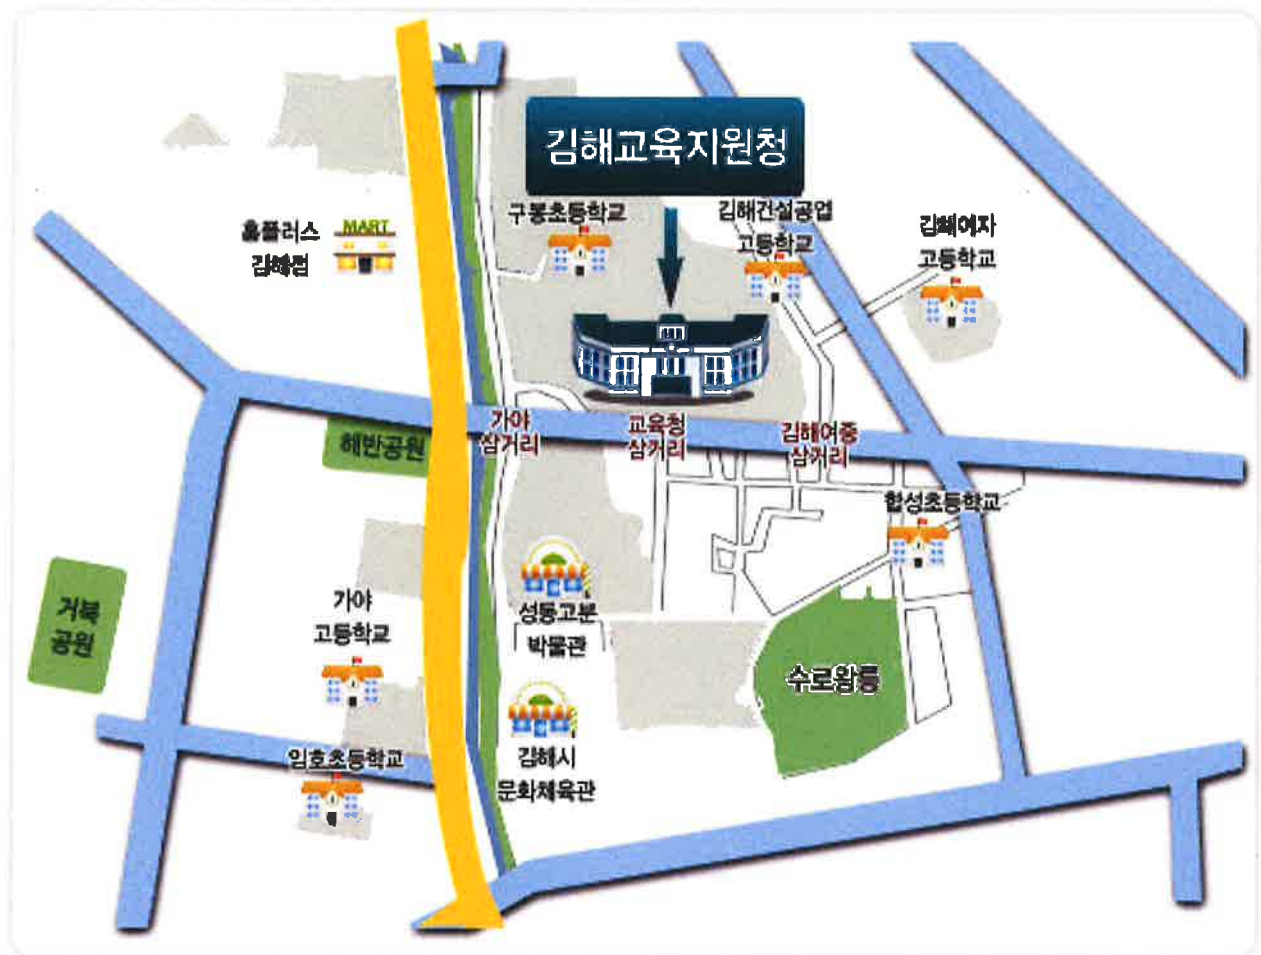 김해교육지원청
구봉초등학교
김해건설공업
고등학교
김해여자
고등학교
홈플러스
김해점
MART
가야
삼거리
교육청
삼거리
김해여중
삼거리
해반공원
합성초등학교
거북
공원
가야
고등학교
성동고분
박물관
수로왕릉
임호초등학교
김해시
문화체육관